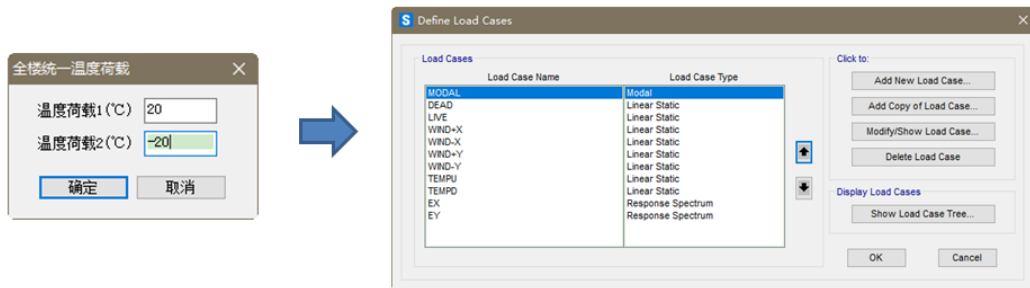 全楼统一温度荷载
温度荷载1(℃) 20
温度荷载2(℃) -20
确定 取消
S Define Load Cases
Load Cases
Load Case Name Load Case Type
MODAL Modal
DEAD Linear Static
LIVE Linear Static
WIND+X Linear Static
WIND-X Linear Static
WIND+Y Linear Static
WIND-Y Linear Static
TEMPU Linear Static
TEMPD Linear Static
EX Response Spectrum
EY Response Spectrum
Click to:
Add New Load Case...
Add Copy of Load Case...
Modify/Show Load Case...
Delete Load Case
Display Load Cases
Show Load Case Tree...
OK Cancel